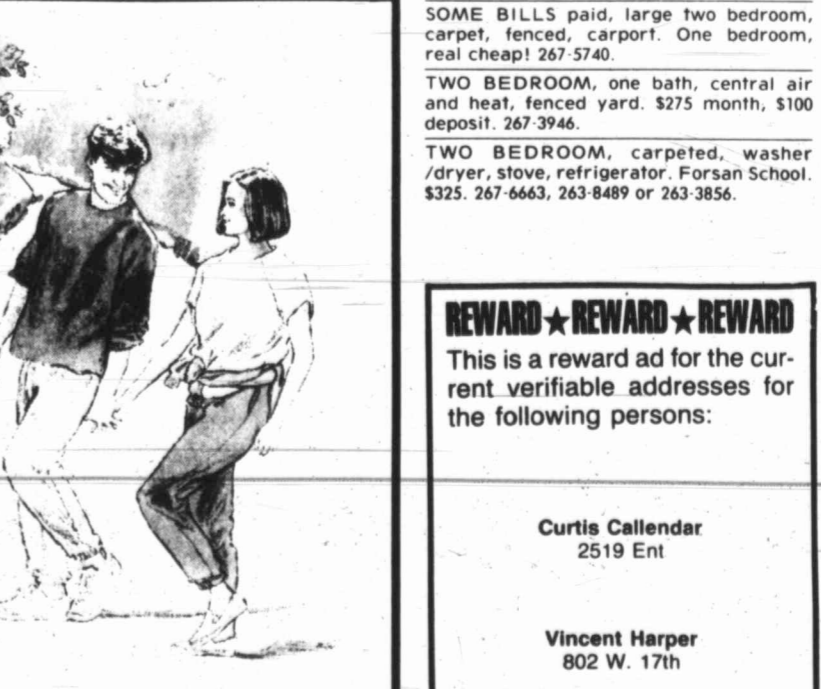 SOME BILLS paid, large two bedroom,
carpet, fenced, carport. One bedroom,
real cheap! 267-5740.
TWO BEDROOM, one bath, central air
and heat, fenced yard. $275 month, $100
deposit. 267-3946.
TWO BEDROOM, carpeted, washer
/dryer, stove, refrigerator. Forsan School.
$325. 267-6663, 263-8489 or 263-3856.
REWARD★REWARD★REWARD
This is a reward ad for the cur-
rent verifiable addresses for
the following persons:
Curtis Callendar
2519 Ent
Vincent Harper
802 W. 17th